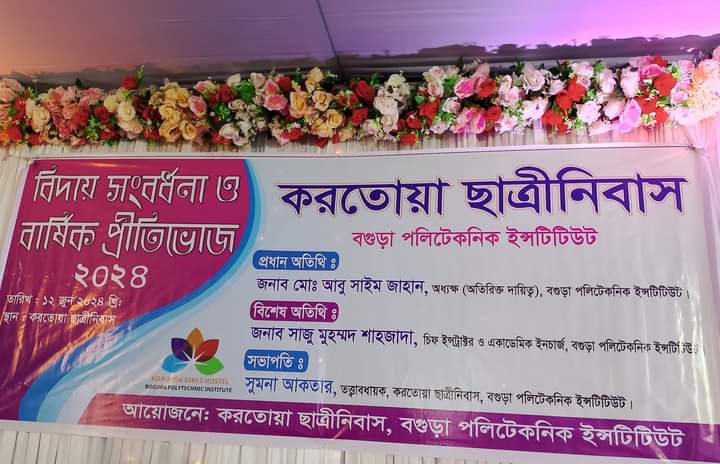 বিদায় সংবর্ধনা ও
বার্ষিক প্রীতিভোজ
২০২৪
তারিখ : ১২ জুন ২০২৪ খ্রি:
স্থান : করতোয়া ছাত্রীনিবাস
KOROTOA GIRLS HOSTEL
BOGURA POLYTECHNIC INSTITUTE
করতোয়া ছাত্রীনিবাস
বগুড়া পলিটেকনিক ইন্সটিটিউট
প্রধান অতিথি :
জনাব মোঃ আবু সাইম জাহান, অধ্যক্ষ (অতিরিক্ত দায়িত্ব), বগুড়া পলিটেকনিক ইন্সটিটিউট।
বিশেষ অতিথি :
জনাব সাজু মুহম্মদ শাহজাদা, চিফ ইন্সট্রাক্টর ও একাডেমিক ইনচার্জ, বগুড়া পলিটেকনিক ইন্সটিটিউট
সভাপতি :
সুমনা আকতার, তত্ত্বাবধায়ক, করতোয়া ছাত্রীনিবাস, বগুড়া পলিটেকনিক ইন্সটিটিউট।
আয়োজনে: করতোয়া ছাত্রীনিবাস, বগুড়া পলিটেকনিক ইন্সটিটিউট